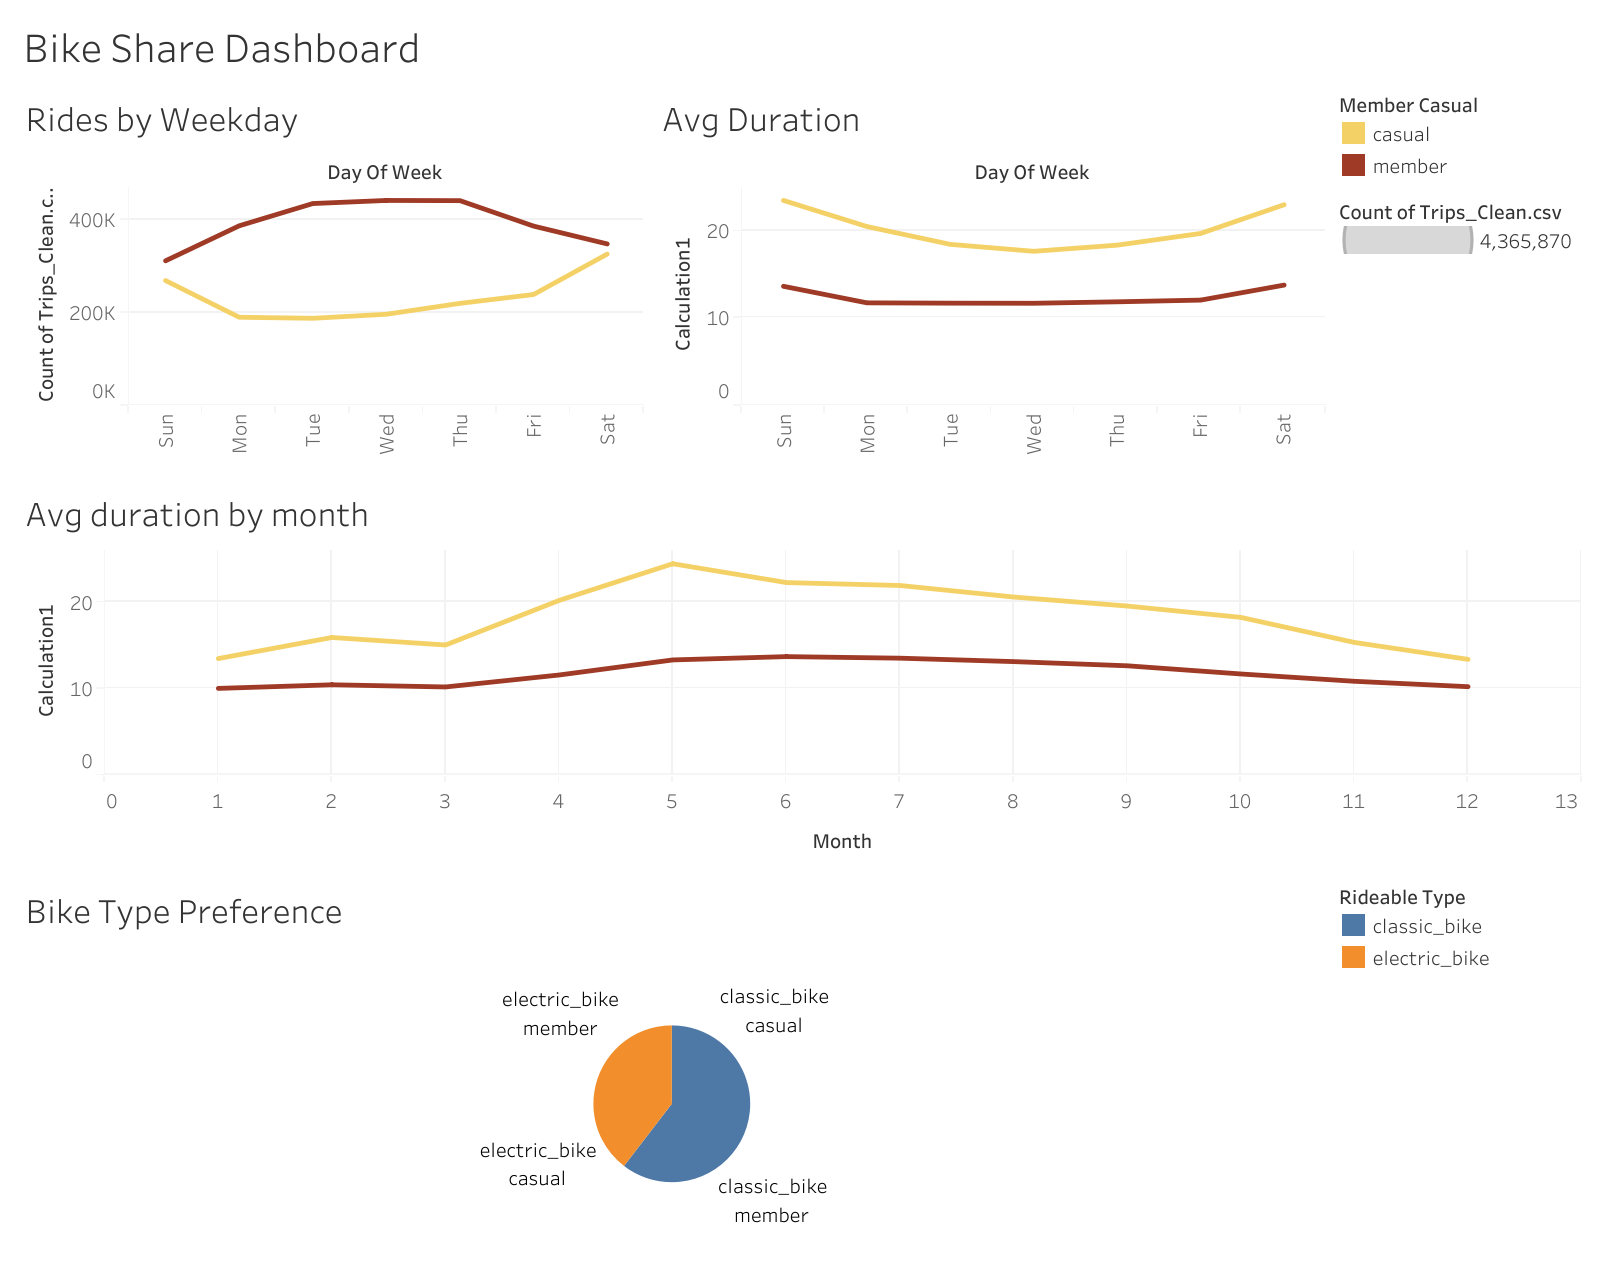 Bike Share Dashboard
Rides by Weekday
Day Of Week
Count of Trips_Clean.c..
400K
200K
0K
Sun
Mon
Tue
Wed
Thu
Fri
Sat
Avg Duration
Day Of Week
Calculation1
20
10
0
Sun
Mon
Tue
Wed
Thu
Fri
Sat
Member Casual
casual
member
Count of Trips_Clean.csv
4,365,870
Avg duration by month
Calculation1
20
10
0
0
1
2
3
4
5
6
7
8
9
10
11
12
13
Month
Bike Type Preference
electric_bike
member
classic_bike
casual
electric_bike
casual
classic_bike
member
Rideable Type
classic_bike
electric_bike